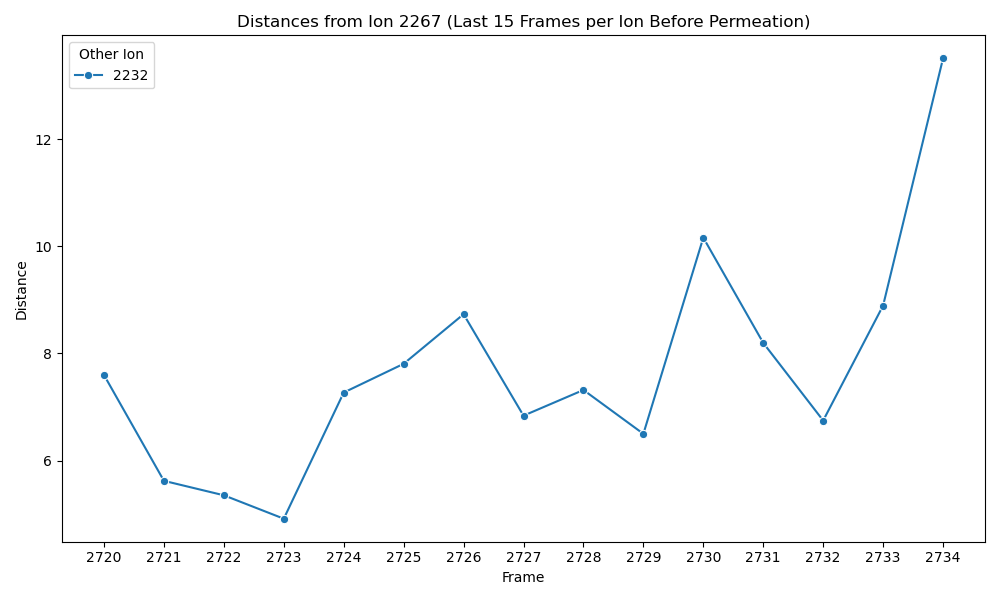 Distances from Ion 2267 (Last 15 Frames per Ion Before Permeation)
Other Ion
2232
Distance
12
10
8
6
2720 2721 2722 2723 2724 2725 2726 2727 2728 2729 2730 2731 2732 2733 2734
Frame